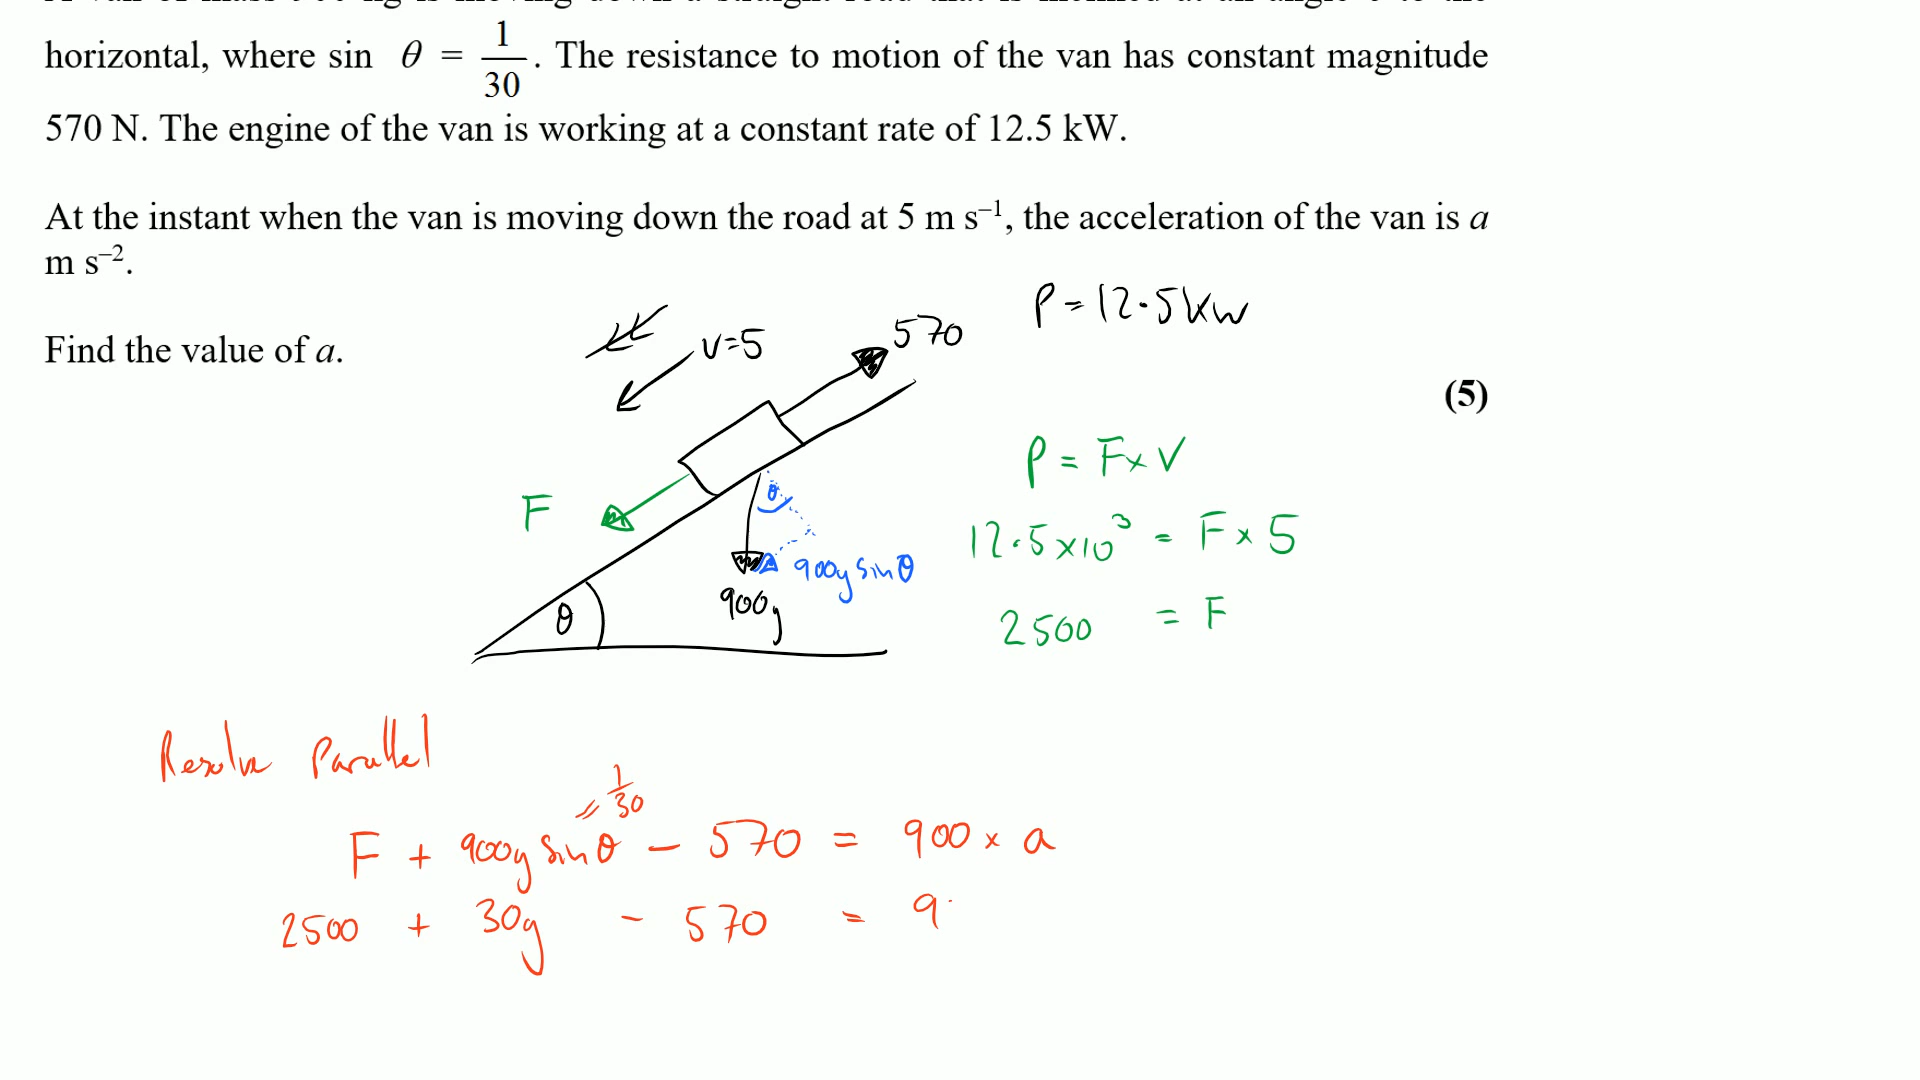 horizontal, where sin θ = 1/30. The resistance to motion of the van has constant magnitude
570 N. The engine of the van is working at a constant rate of 12.5 kW.
At the instant when the van is moving down the road at 5 m s⁻¹, the acceleration of the van is a
m s⁻².
Find the value of a.
(5)
P = 12.5kw
v=5
570
F
θ
900g sinθ
900g
θ
P = F× V
12.5×10³ = F × 5
2500 = F
Resolve Parallel
= 1/30
F + 900g sinθ - 570 = 900 × a
2500 + 30g - 570 = 9